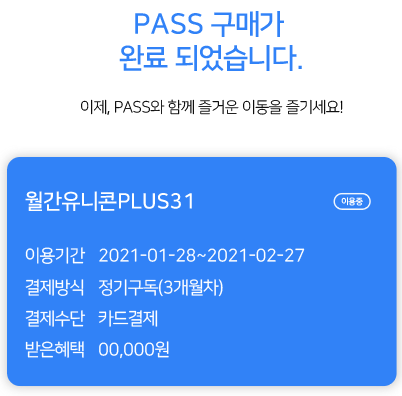 PASS 구매가
완료 되었습니다.
이제, PASS와 함께 즐거운 이동을 즐기세요!
월간유니콘PLUS31 이용중
이용기간 2021-01-28~2021-02-27
결제방식 정기구독(3개월차)
결제수단 카드결제
받은혜택 00,000원